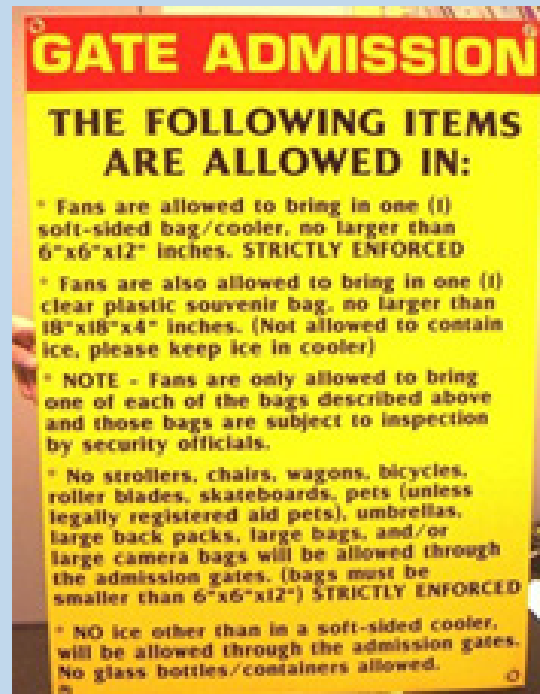 GATE ADMISSION
THE FOLLOWING ITEMS
ARE ALLOWED IN:
* Fans are allowed to bring in one (1)
soft-sided bag/cooler, no larger than
6"x6"x12" inches. STRICTLY ENFORCED
* Fans are also allowed to bring in one (1)
clear plastic souvenir bag, no larger than
18"x18"x4" inches. (Not allowed to contain
ice, please keep ice in cooler)
* NOTE - Fans are only allowed to bring
one of each of the bags described above
and those bags are subject to inspection
by security officials.
* No strollers, chairs, wagons, bicycles,
roller blades, skateboards, pets (unless
legally registered aid pets), umbrellas,
large back packs, large bags, and/or
large camera bags will be allowed through
the admission gates. (bags must be
smaller than 6"x6"x12") STRICTLY ENFORCED
* NO ice other than in a soft-sided cooler,
will be allowed through the admission gates.
No glass bottles/containers allowed.